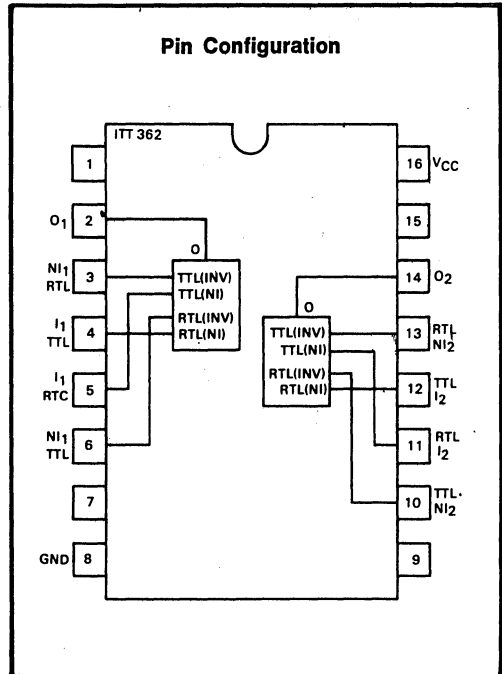 Pin Configuration
ITT 362
1
16 VCC
O1 2
15
O
14 O2
NI1
RTL
3
TTL(INV)
TTL(NI)
RTL(INV)
RTL(NI)
O
TTL(INV)
TTL(NI)
RTL(INV)
RTL(NI)
13
RTL
NI2
I1
TTL
4
12
TTL
I2
I1
RTC
5
11
RTL
I2
NI1
TTL
6
10
TTL.
NI2
7
GND 8
9